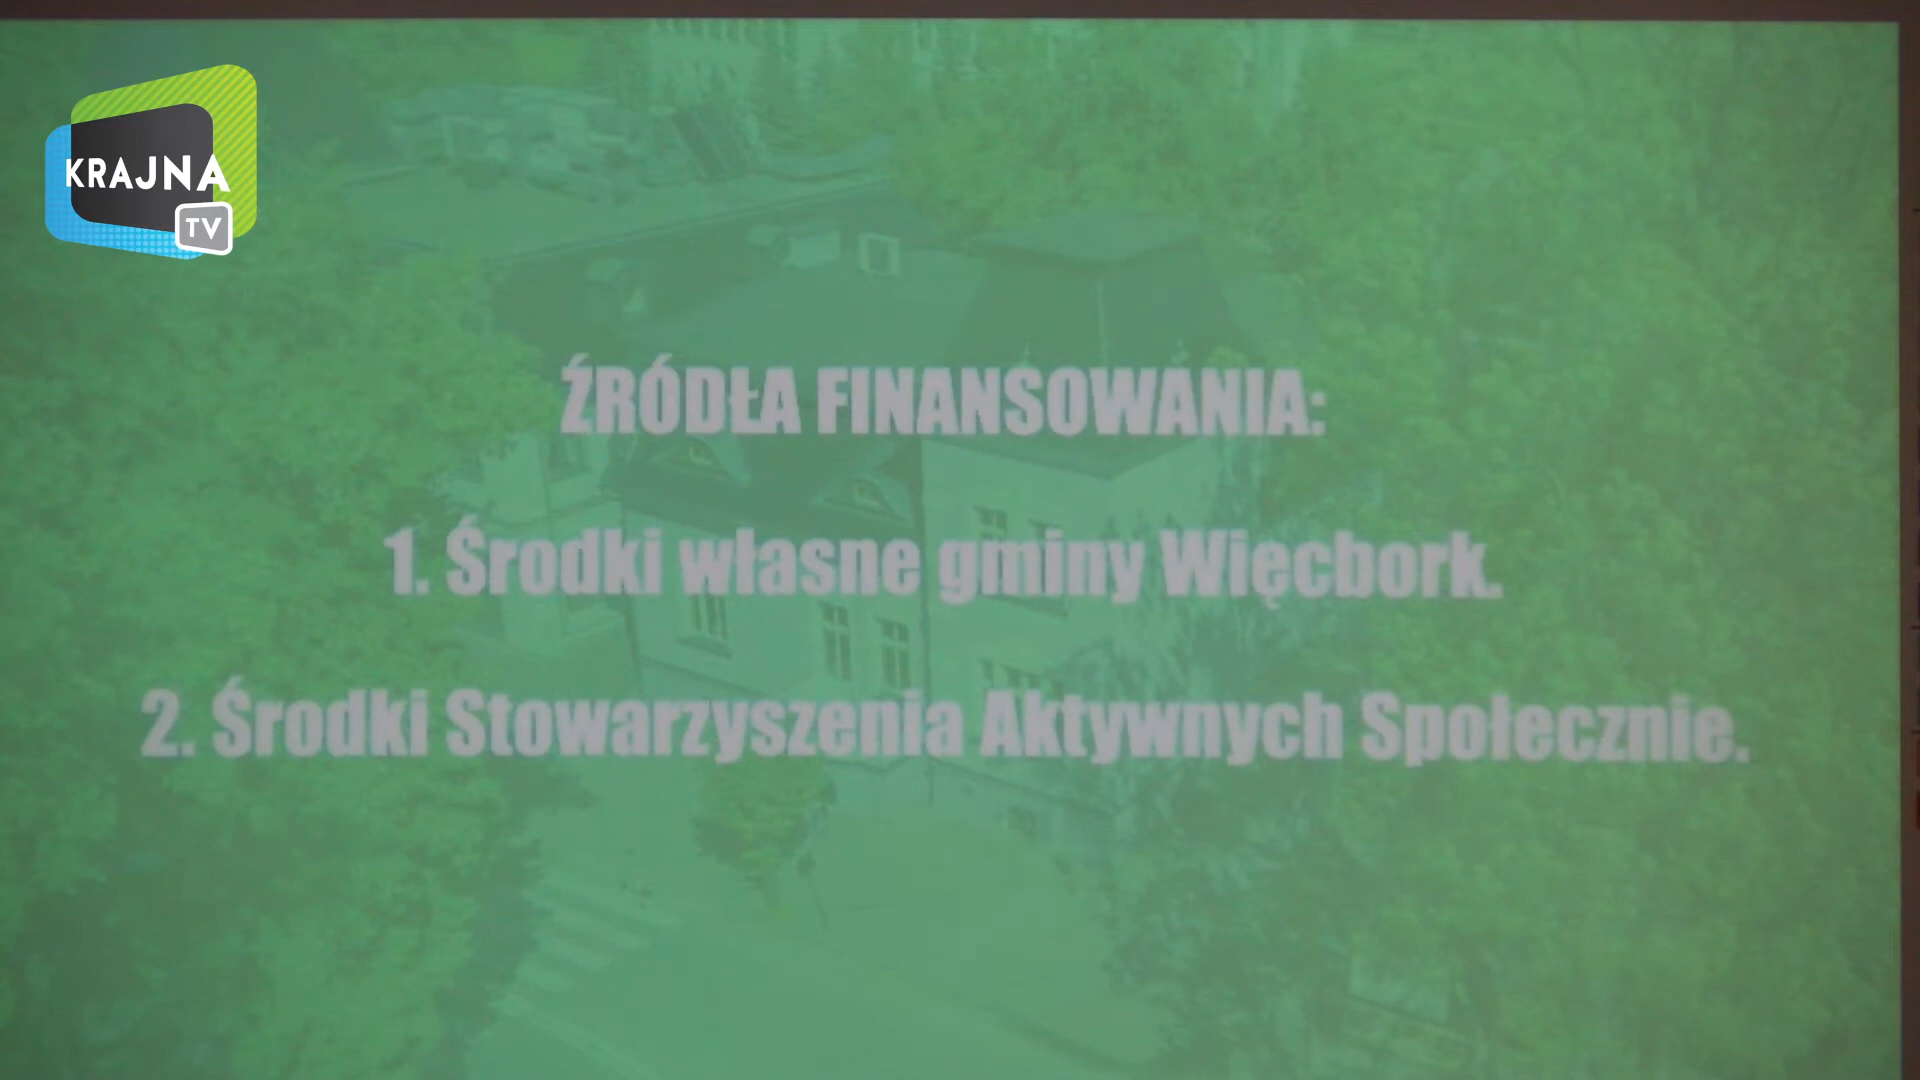 KRAJNA
TV
ŹRÓDŁA FINANSOWANIA:
1. Środki własne gminy Więcbork.
2. Środki Stowarzyszenia Aktywnych Społecznie.